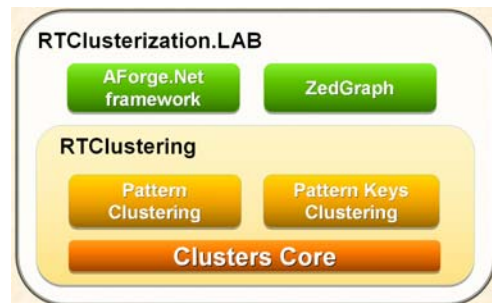 RTClusterization.LAB
AForge.Net
framework
ZedGraph
RTClustering
Pattern
Clustering
Pattern Keys
Clustering
Clusters Core